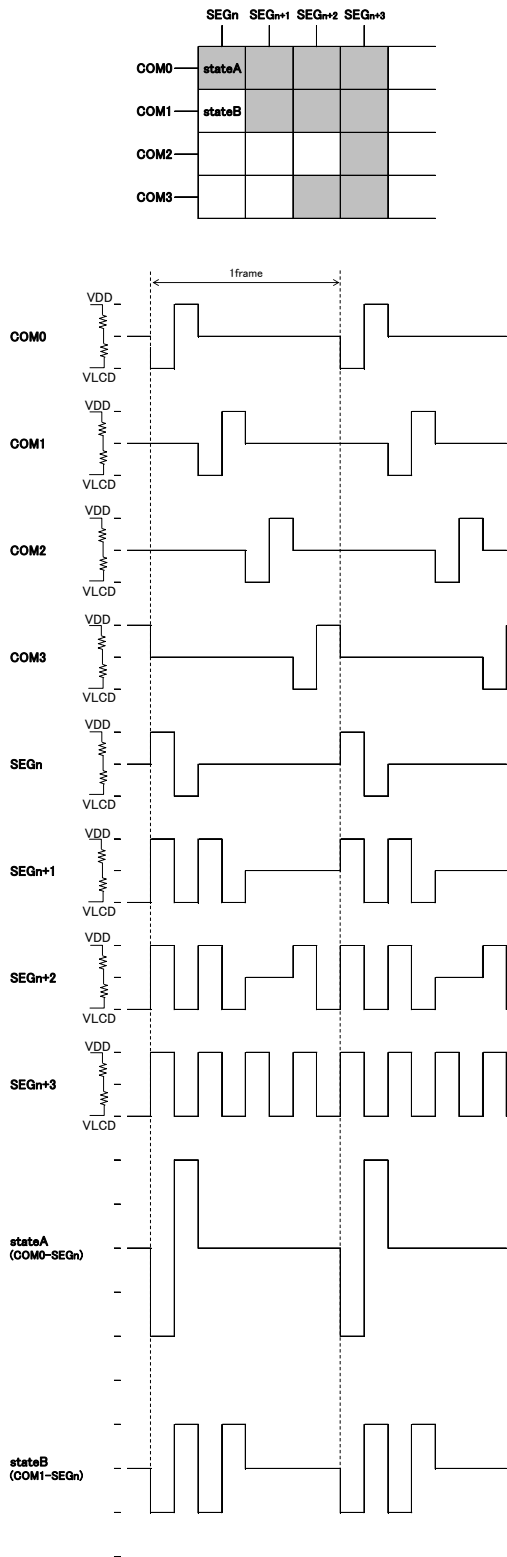 SEGn SEGn+1 SEGn+2 SEGn+3
COM0 stateA
COM1 stateB
COM2
COM3
1frame
VDD
COM0
VLCD
VDD
COM1
VLCD
VDD
COM2
VLCD
VDD
COM3
VLCD
VDD
SEGn
VLCD
VDD
SEGn+1
VLCD
VDD
SEGn+2
VLCD
VDD
SEGn+3
VLCD
stateA
(COM0-SEGn)
stateB
(COM1-SEGn)